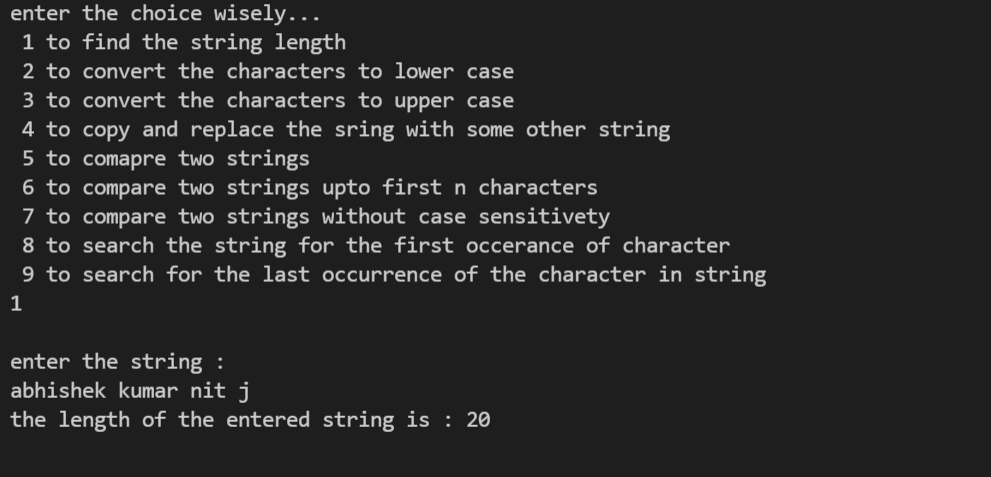 enter the choice wisely...
1 to find the string length
2 to convert the characters to lower case
3 to convert the characters to upper case
4 to copy and replace the sring with some other string
5 to comapre two strings
6 to compare two strings upto first n characters
7 to compare two strings without case sensitivety
8 to search the string for the first occerance of character
9 to search for the last occurrence of the character in string
1
enter the string :
abhishek kumar nit j
the length of the entered string is : 20